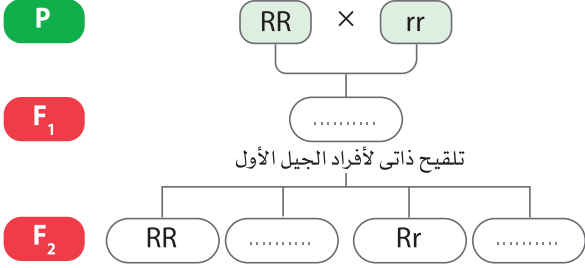 P RR × rr
F₁ ..........
تلقيح ذاتى لأفراد الجيل الأول
F₂ RR .......... Rr ..........